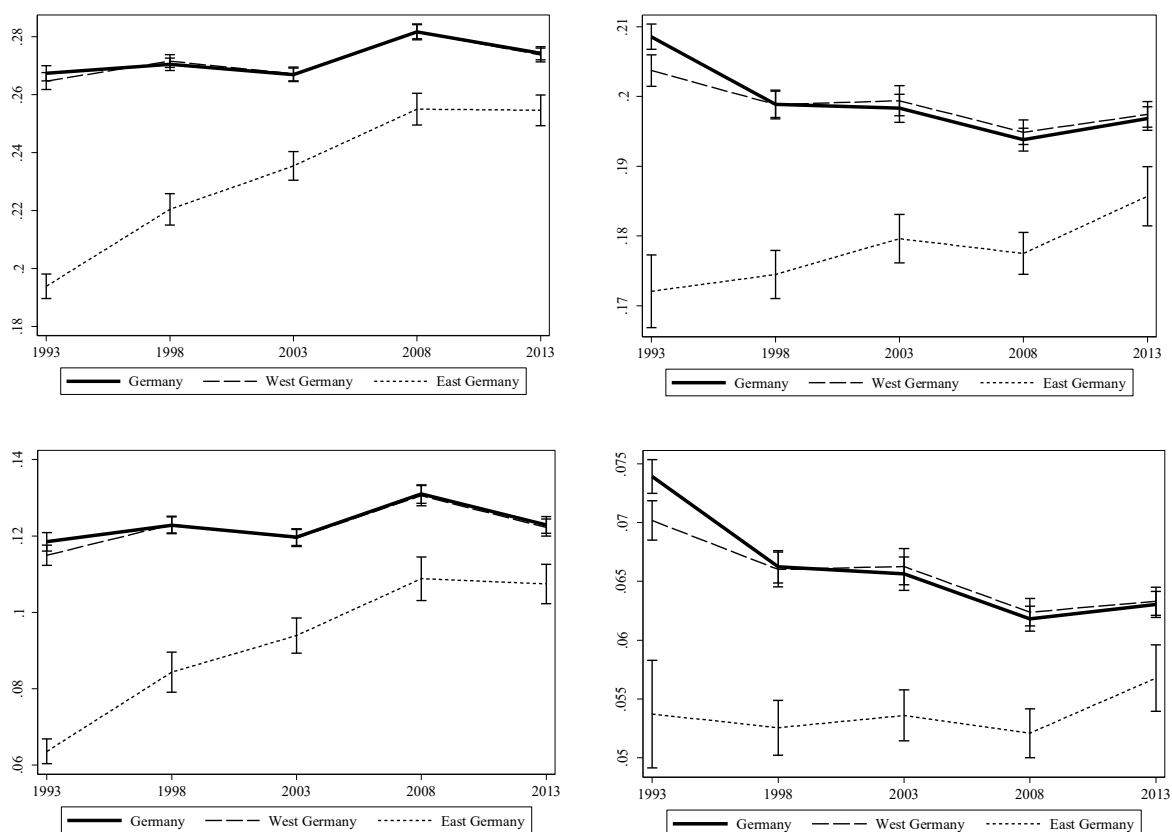 .28
.26
.24
.22
.2
.18
1993 1998 2003 2008 2013
Germany West Germany East Germany
.21
.2
.19
.18
.17
1993 1998 2003 2008 2013
Germany West Germany East Germany
.14
.12
.1
.08
.06
1993 1998 2003 2008 2013
Germany West Germany East Germany
.075
.07
.065
.06
.055
.05
1993 1998 2003 2008 2013
Germany West Germany East Germany